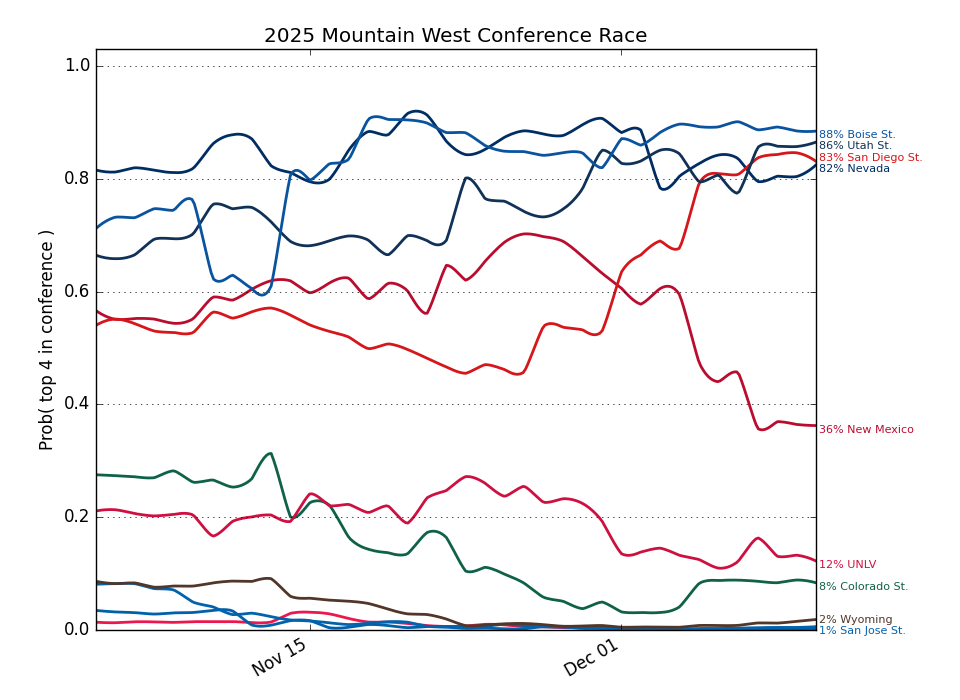 2025 Mountain West Conference Race
1.0
0.8
0.6
0.4
0.2
0.0
Prob( top 4 in conference )
Nov 15
Dec 01
88% Boise St.
86% Utah St.
83% San Diego St.
82% Nevada
36% New Mexico
12% UNLV
8% Colorado St.
2% Wyoming
1% San Jose St.